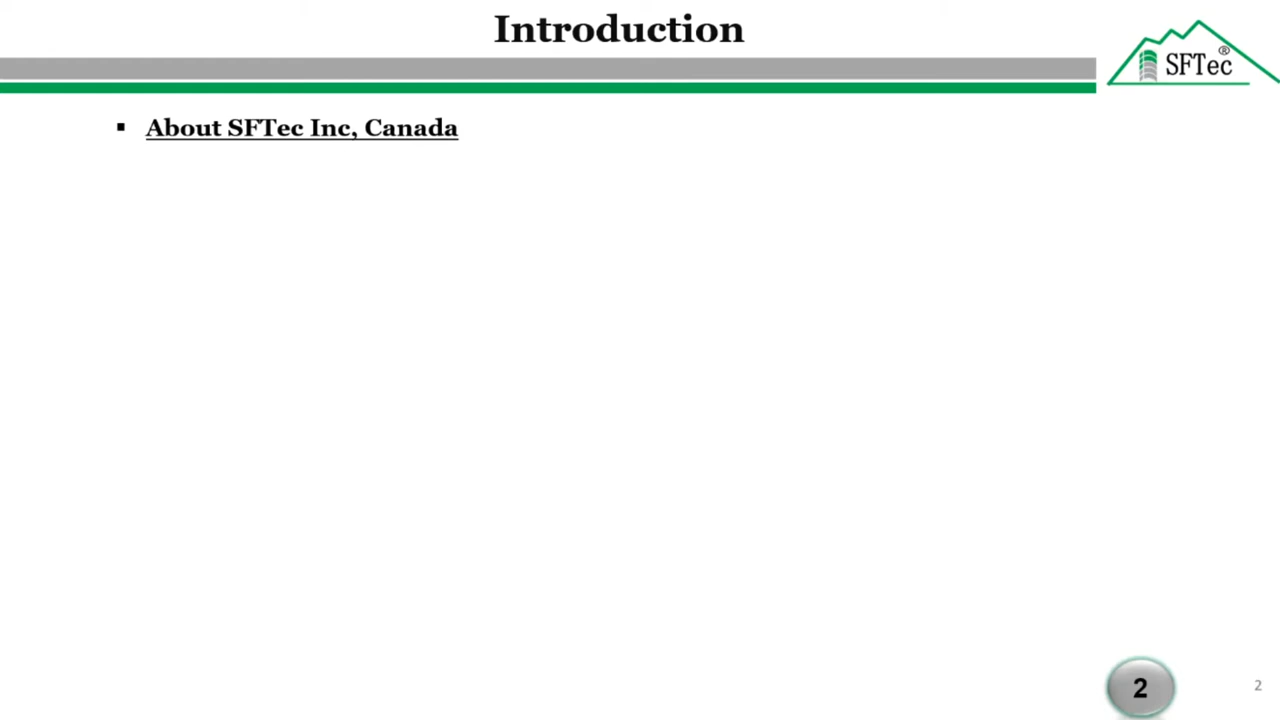 Introduction
SFTec®
▪ About SFTec Inc, Canada
2
2